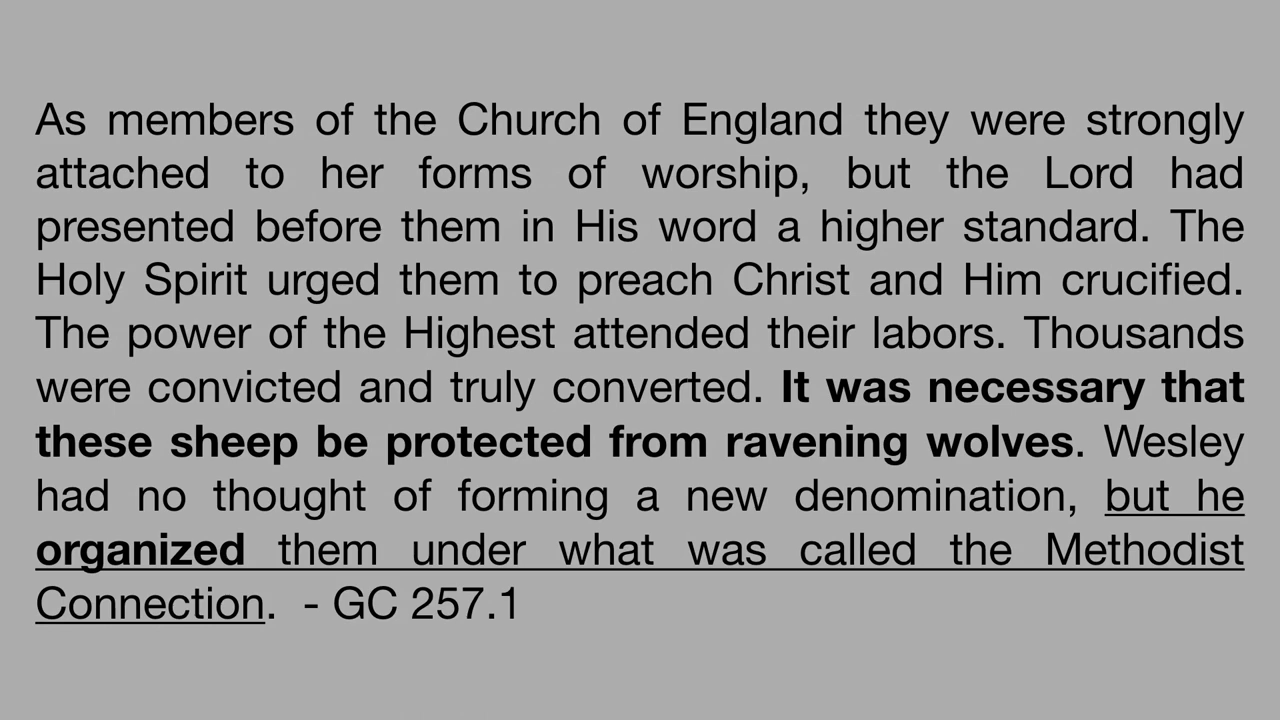 As members of the Church of England they were strongly
attached to her forms of worship, but the Lord had
presented before them in His word a higher standard. The
Holy Spirit urged them to preach Christ and Him crucified.
The power of the Highest attended their labors. Thousands
were convicted and truly converted. It was necessary that
these sheep be protected from ravening wolves. Wesley
had no thought of forming a new denomination, but he
organized them under what was called the Methodist
Connection.  - GC 257.1